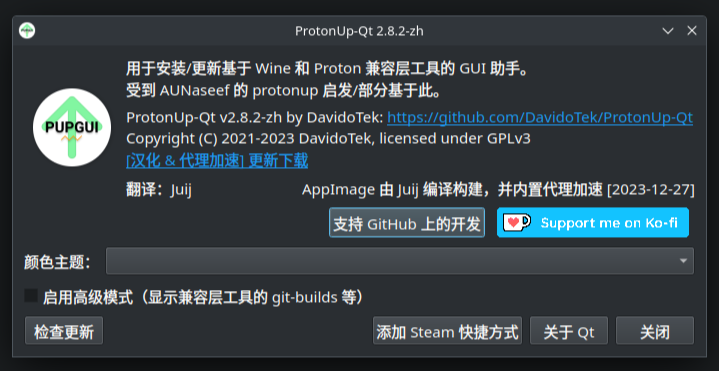 ProtonUp-Qt 2.8.2-zh
用于安装/更新基于 Wine 和 Proton 兼容层工具的 GUI 助手。
受到 AUNaseef 的 protonup 启发/部分基于此。
PUPGUI
ProtonUp-Qt v2.8.2-zh by DavidoTek: https://github.com/DavidoTek/ProtonUp-Qt
Copyright (C) 2021-2023 DavidoTek, licensed under GPLv3
[汉化 & 代理加速] 更新下载
翻译：Juij
AppImage 由 Juij 编译构建，并内置代理加速 [2023-12-27]
支持 GitHub 上的开发
Support me on Ko-fi
颜色主题：
启用高级模式（显示兼容层工具的 git-builds 等）
检查更新
添加 Steam 快捷方式
关于 Qt
关闭